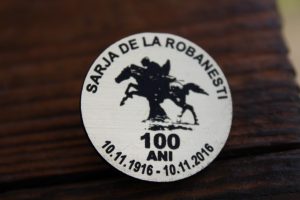 SARJA DE LA ROBANESTI
100
ANI
10.11.1916 - 10.11.2016